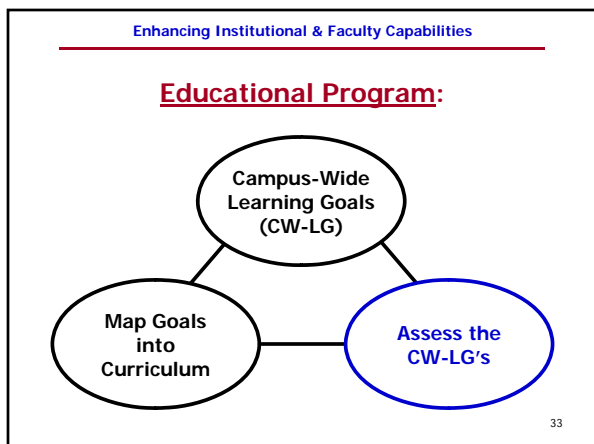 Enhancing Institutional & Faculty Capabilities
Educational Program:
Campus-Wide
Learning Goals
(CW-LG)
Map Goals
into
Curriculum
Assess the
CW-LG's
33